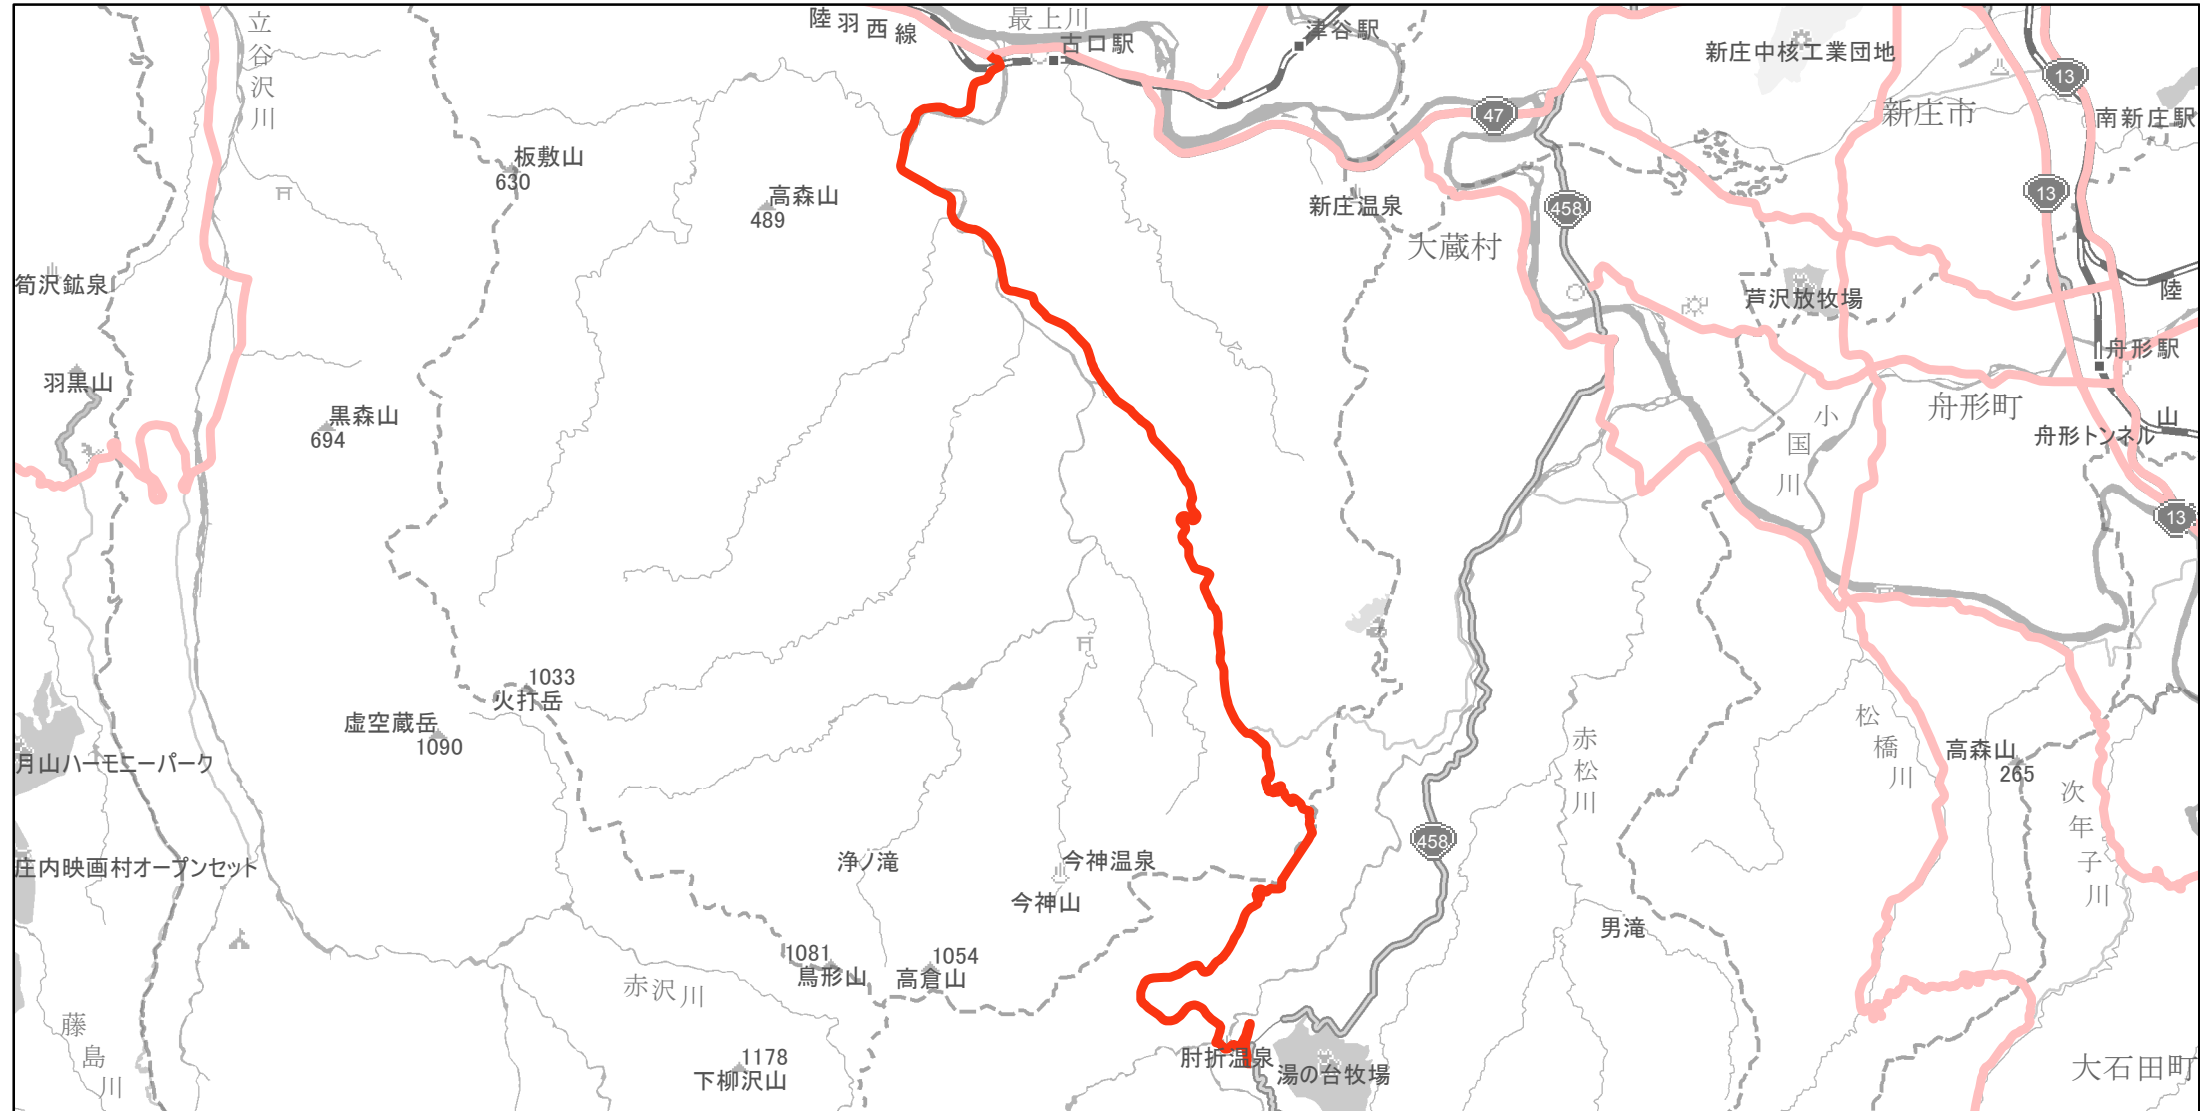 立谷沢川
陸羽西線
最上川
古口駅
津谷駅
新庄中核工業団地
13
47
新庄市
南新庄駅
板敷山
630
高森山
489
新庄温泉
458
13
大蔵村
筍沢鉱泉
芦沢放牧場
陸
羽黒山
舟形駅
黒森山
694
小国川
舟形町
山
舟形トンネル
13
1033
火打岳
虚空蔵岳
1090
月山ハーモニーパーク
赤松川
松橋川
高森山
265
次年子川
458
庄内映画村オープンセット
浄ノ滝
今神温泉
今神山
男滝
1081
鳥形山
1054
高倉山
赤沢川
藤島川
1178
下柳沢山
肘折温泉
湯の台牧場
大石田町